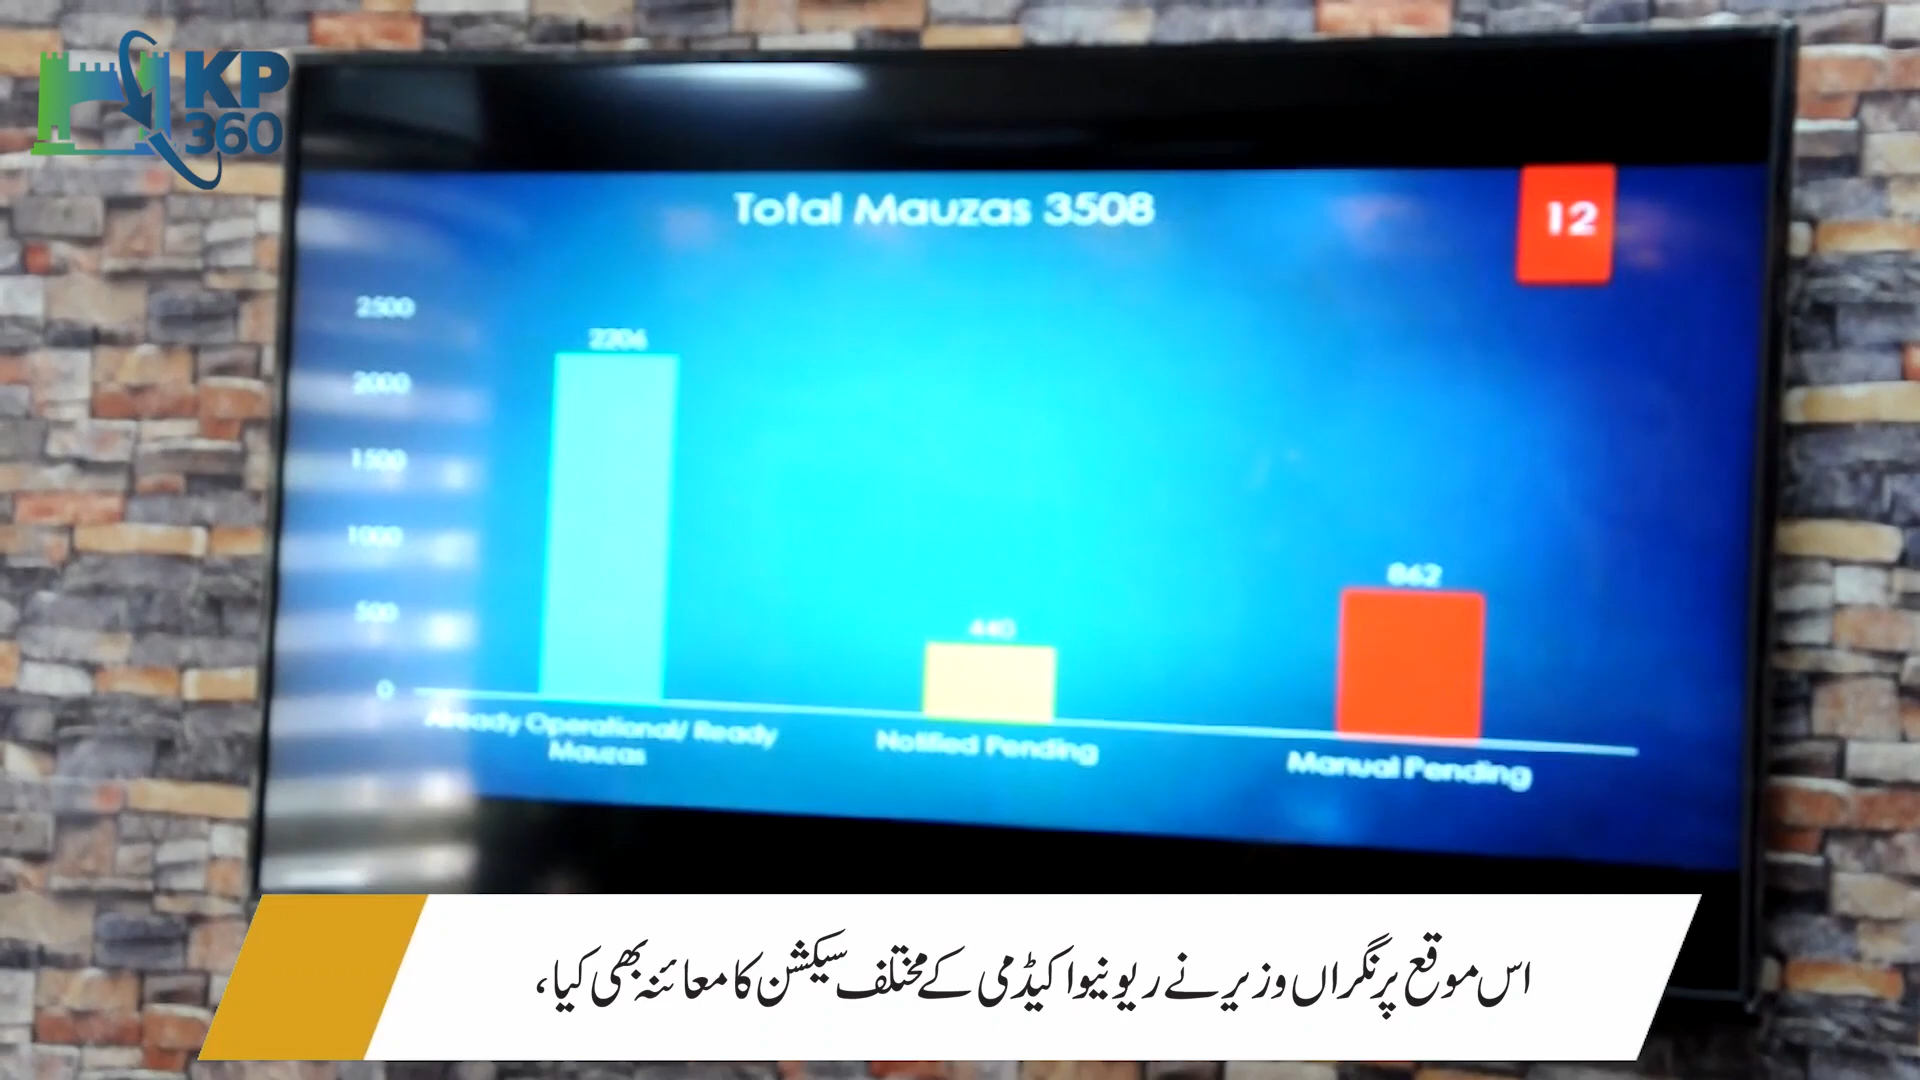 KP
360
Total Mauzas 3508
12
2500
2000
1500
1000
500
0
2206
440
862
Already Operational/ Ready
Mauzas
Notified Pending
Manual Pending
اس موقع پر نگراں وزیر نے ریونیو اکیڈمی کے مختلف سیکشن کا معائنہ بھی کیا،